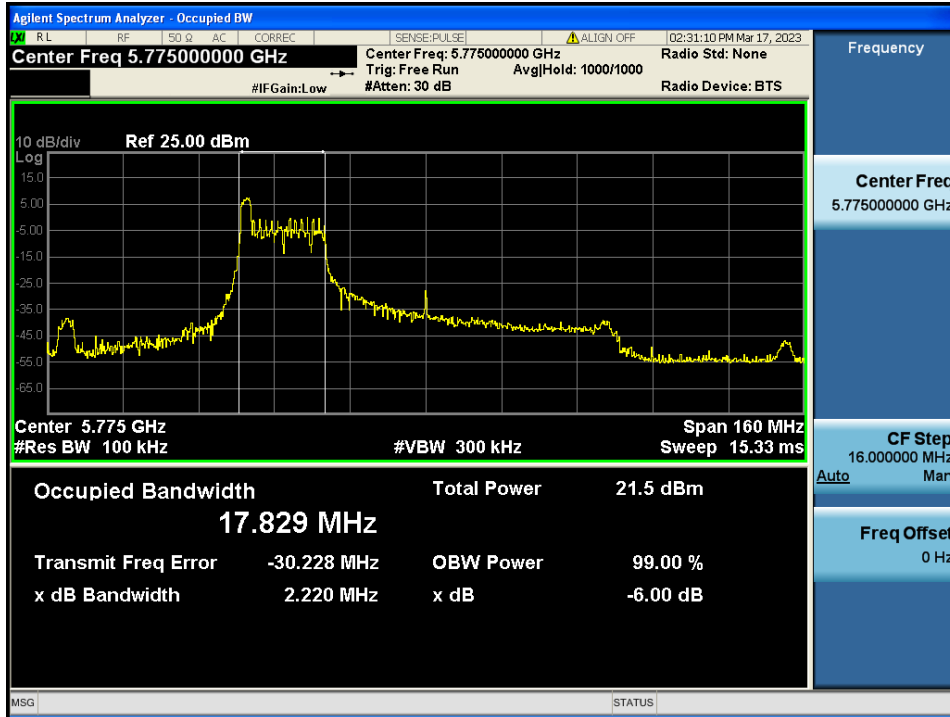 Agilent Spectrum Analyzer - Occupied BW
LXI RL RF 50 Ω AC CORREC SENSE:PULSE ALIGN OFF 02:31:10 PM Mar 17, 2023
Center Freq 5.775000000 GHz
Center Freq: 5.775000000 GHz
Radio Std: None
Trig: Free Run Avg|Hold: 1000/1000
#IFGain:Low #Atten: 30 dB Radio Device: BTS
10 dB/div Ref 25.00 dBm
Log
15.0
5.00
-5.00
-15.0
-25.0
-35.0
-45.0
-55.0
-65.0
Center 5.775 GHz Span 160 MHz
#Res BW 100 kHz #VBW 300 kHz Sweep 15.33 ms
Occupied Bandwidth Total Power 21.5 dBm
17.829 MHz
Transmit Freq Error -30.228 MHz OBW Power 99.00 %
x dB Bandwidth 2.220 MHz x dB -6.00 dB
MSG STATUS
Frequency
Center Freq
5.775000000 GHz
CF Step
16.000000 MHz
Auto Man
Freq Offset
0 Hz